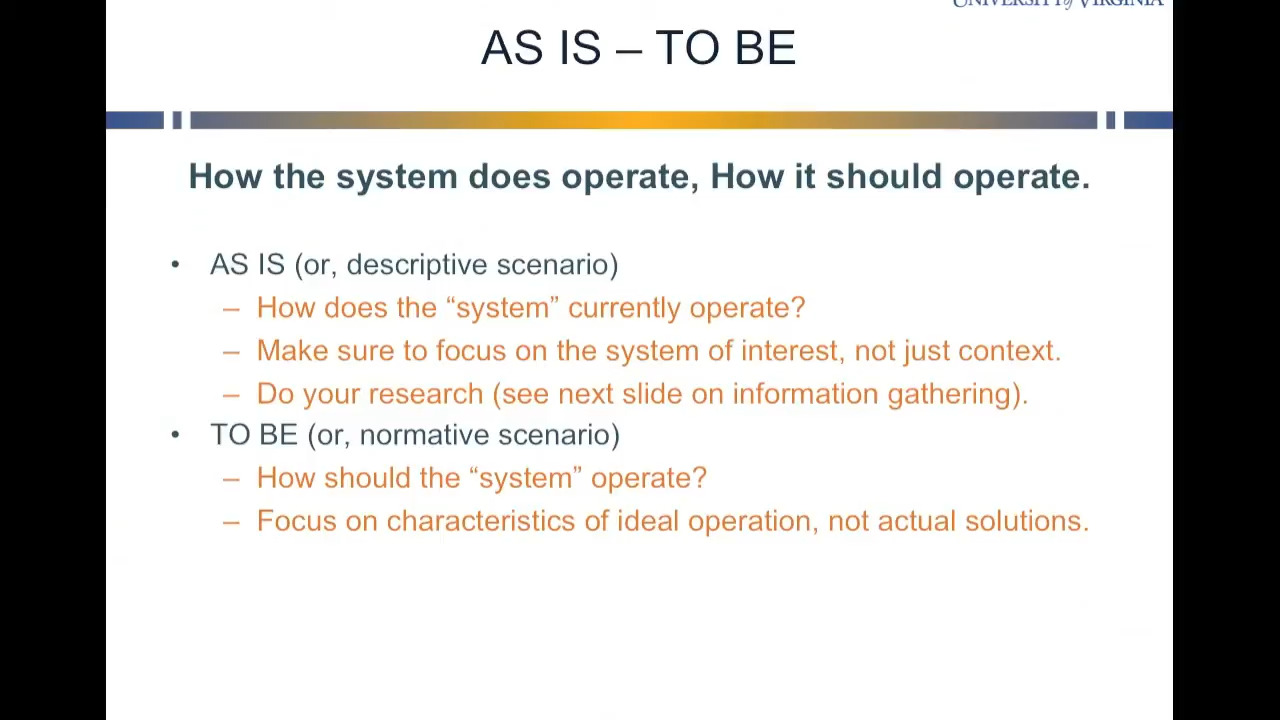 UNIVERSITY of VIRGINIA
AS IS – TO BE
How the system does operate, How it should operate.
• AS IS (or, descriptive scenario)
– How does the “system” currently operate?
– Make sure to focus on the system of interest, not just context.
– Do your research (see next slide on information gathering).
• TO BE (or, normative scenario)
– How should the “system” operate?
– Focus on characteristics of ideal operation, not actual solutions.